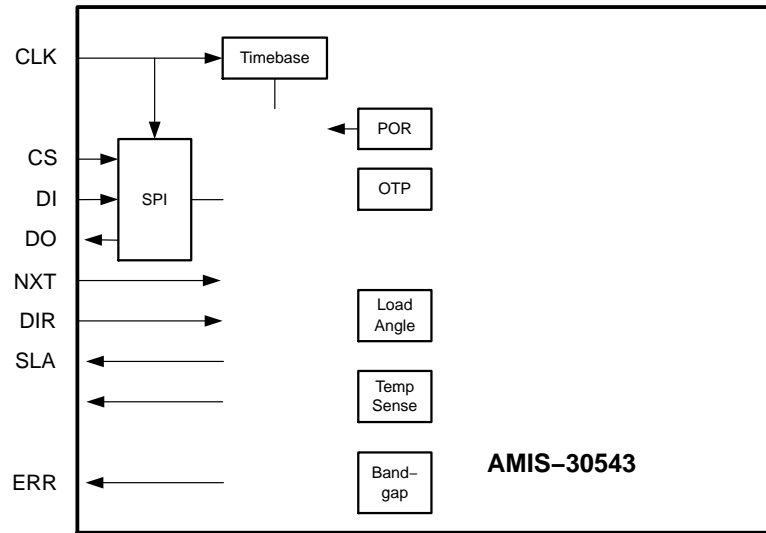 CLK
Timebase
POR
CS
OTP
DI
SPI
DO
NXT
Load
Angle
DIR
SLA
Temp
Sense
AMIS–30543
Band–
gap
ERR